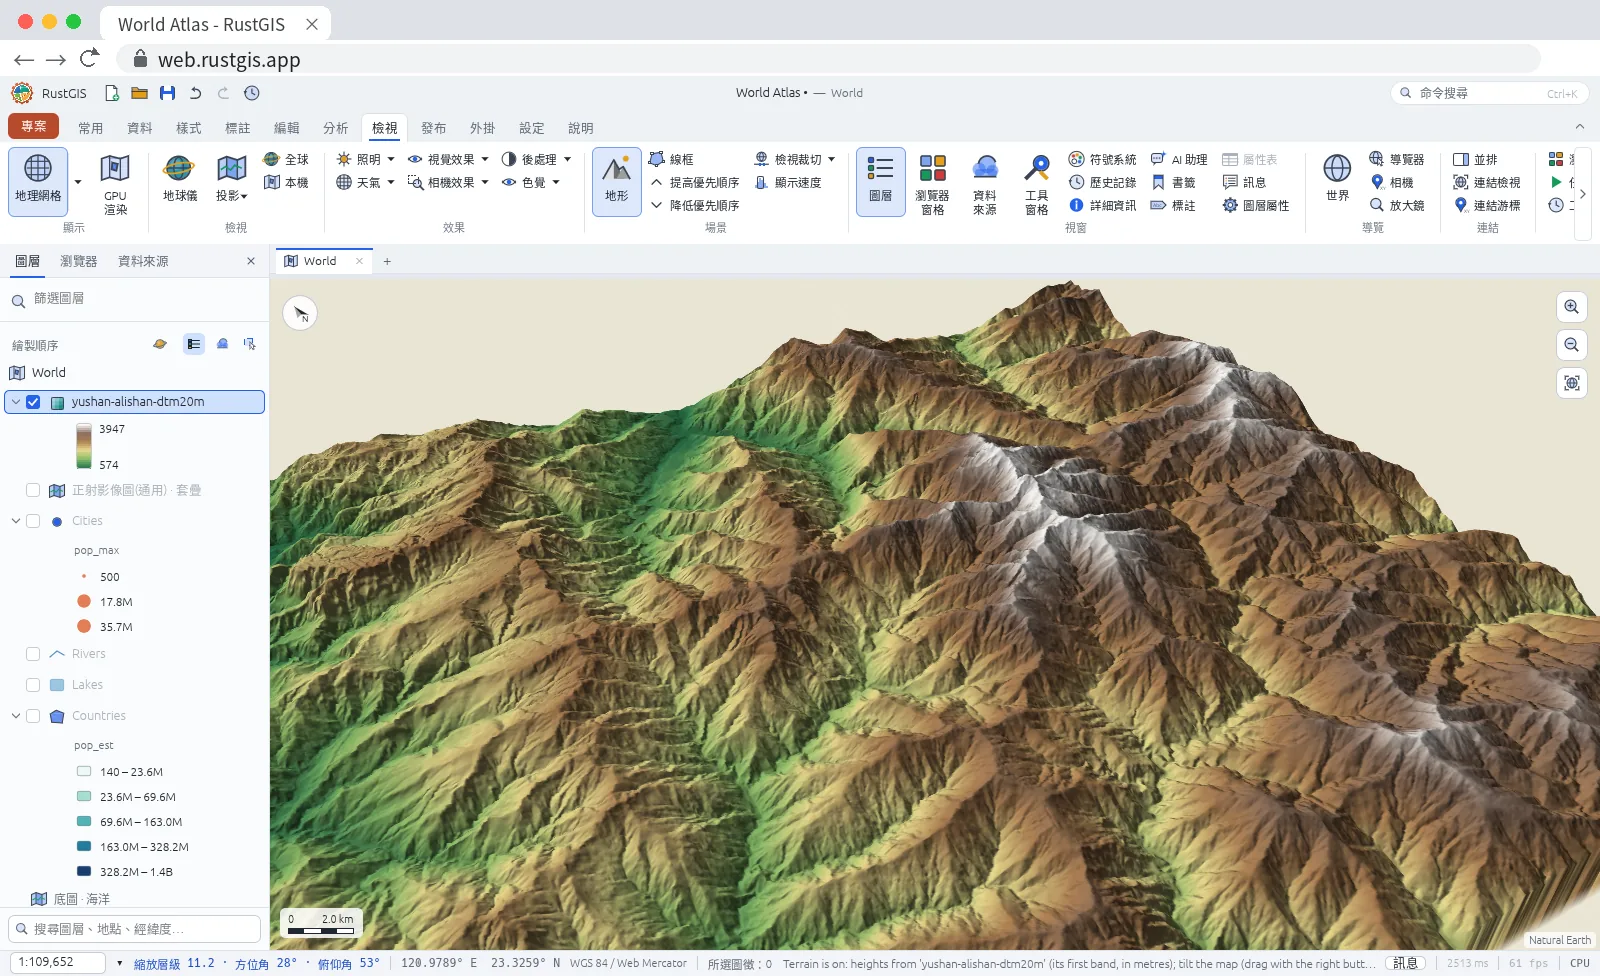 World Atlas - RustGIS
web.rustgis.app
RustGIS
World Atlas • — World
命令搜尋 Ctrl+K
專案 常用 資料 樣式 標註 編輯 分析 檢視 發布 外掛 設定 說明
地理網格
GPU
渲染
顯示
地球儀
投影
全球
本機
檢視
照明 視覺效果 後處理
天氣 相機效果 色覺
效果
地形
線框
提高優先順序
降低優先順序
檢視裁切
顯示速度
場景
圖層
瀏覽器
窗格
資料
來源
工具
窗格
符號系統 AI 助理 屬性表
歷史記錄 書籤 訊息
詳細資訊 標註 圖層屬性
視窗
世界
導覽器
相機
放大鏡
導覽
並排
連結檢視
連結游標
連結
圖層 瀏覽器 資料來源
篩選圖層
繪製順序
World
yushan-alishan-dtm20m
3947
574
正射影像圖(通用) · 套疊
Cities
pop_max
500
17.8M
35.7M
Rivers
Lakes
Countries
pop_est
140 – 23.6M
23.6M – 69.6M
69.6M – 163.0M
163.0M – 328.2M
328.2M – 1.4B
底圖 · 海洋
搜尋圖層、地點、經緯度…
World
+
N
0 2.0 km
Natural Earth
1:109,652 縮放層級 11.2 · 方位角 28° · 俯仰角 53° 120.9789° E 23.3259° N WGS 84 / Web Mercator 所選圖徵：0 Terrain is on: heights from 'yushan-alishan-dtm20m' (its first band, in metres); tilt the map (drag with the right butt… 訊息 2513 ms 61 fps CPU